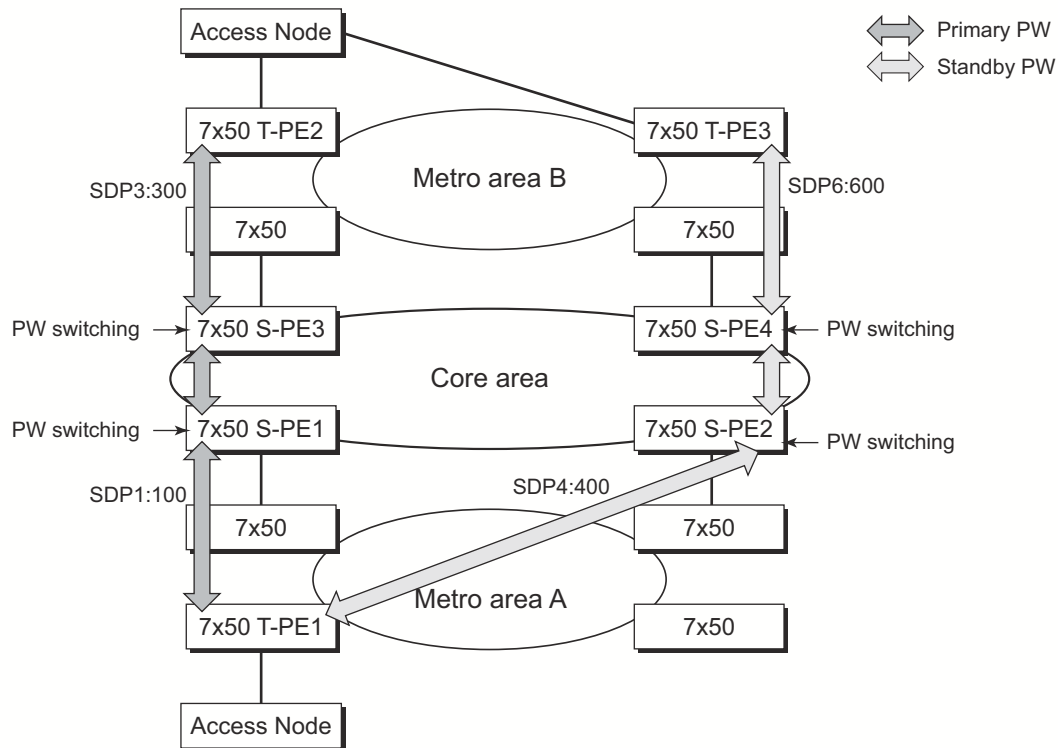 Access Node
Primary PW
Standby PW
7x50 T-PE2
7x50 T-PE3
Metro area B
SDP3:300
SDP6:600
7x50
7x50
PW switching
7x50 S-PE3
7x50 S-PE4
PW switching
Core area
PW switching
7x50 S-PE1
7x50 S-PE2
PW switching
SDP4:400
SDP1:100
7x50
7x50
Metro area A
7x50 T-PE1
7x50
Access Node